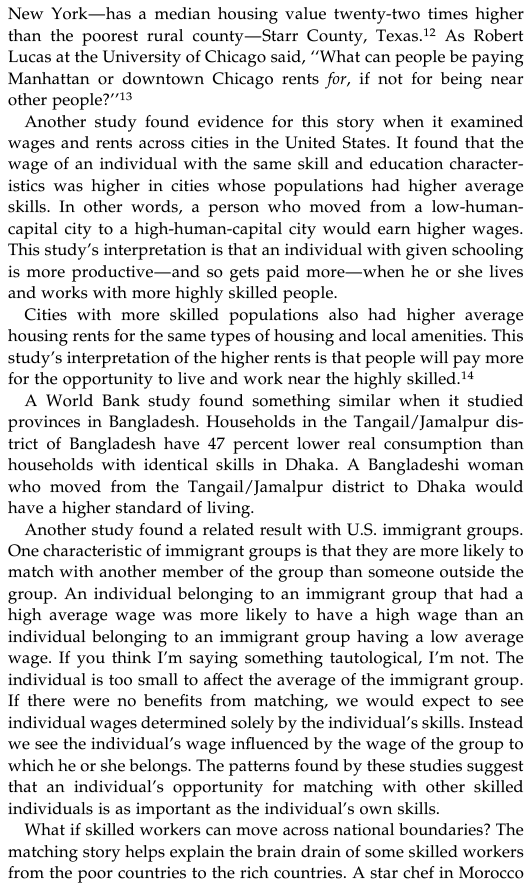 New York—has a median housing value twenty-two times higher
than the poorest rural county—Starr County, Texas.12 As Robert
Lucas at the University of Chicago said, ‘‘What can people be paying
Manhattan or downtown Chicago rents for, if not for being near
other people?’’13
Another study found evidence for this story when it examined
wages and rents across cities in the United States. It found that the
wage of an individual with the same skill and education character-
istics was higher in cities whose populations had higher average
skills. In other words, a person who moved from a low-human-
capital city to a high-human-capital city would earn higher wages.
This study’s interpretation is that an individual with given schooling
is more productive—and so gets paid more—when he or she lives
and works with more highly skilled people.
Cities with more skilled populations also had higher average
housing rents for the same types of housing and local amenities. This
study’s interpretation of the higher rents is that people will pay more
for the opportunity to live and work near the highly skilled.14
A World Bank study found something similar when it studied
provinces in Bangladesh. Households in the Tangail/Jamalpur dis-
trict of Bangladesh have 47 percent lower real consumption than
households with identical skills in Dhaka. A Bangladeshi woman
who moved from the Tangail/Jamalpur district to Dhaka would
have a higher standard of living.
Another study found a related result with U.S. immigrant groups.
One characteristic of immigrant groups is that they are more likely to
match with another member of the group than someone outside the
group. An individual belonging to an immigrant group that had a
high average wage was more likely to have a high wage than an
individual belonging to an immigrant group having a low average
wage. If you think I’m saying something tautological, I’m not. The
individual is too small to affect the average of the immigrant group.
If there were no benefits from matching, we would expect to see
individual wages determined solely by the individual’s skills. Instead
we see the individual’s wage influenced by the wage of the group to
which he or she belongs. The patterns found by these studies suggest
that an individual’s opportunity for matching with other skilled
individuals is as important as the individual’s own skills.
What if skilled workers can move across national boundaries? The
matching story helps explain the brain drain of some skilled workers
from the poor countries to the rich countries. A star chef in Morocco